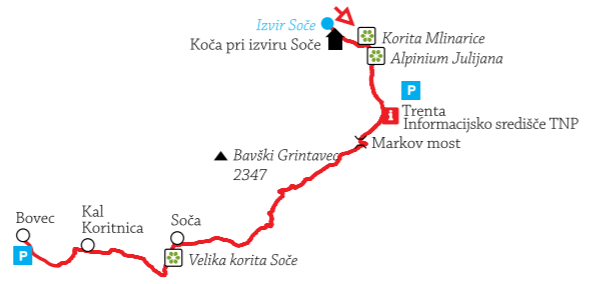 Izvir Soče
Koča pri izviru Soče
Korita Mlinarice
Alpinium Julijana
P
Trenta
i Informacijsko središče TNP
Markov most
Bavški Grintavec
2347
Bovec
P
Kal
Koritnica
Soča
Velika korita Soče